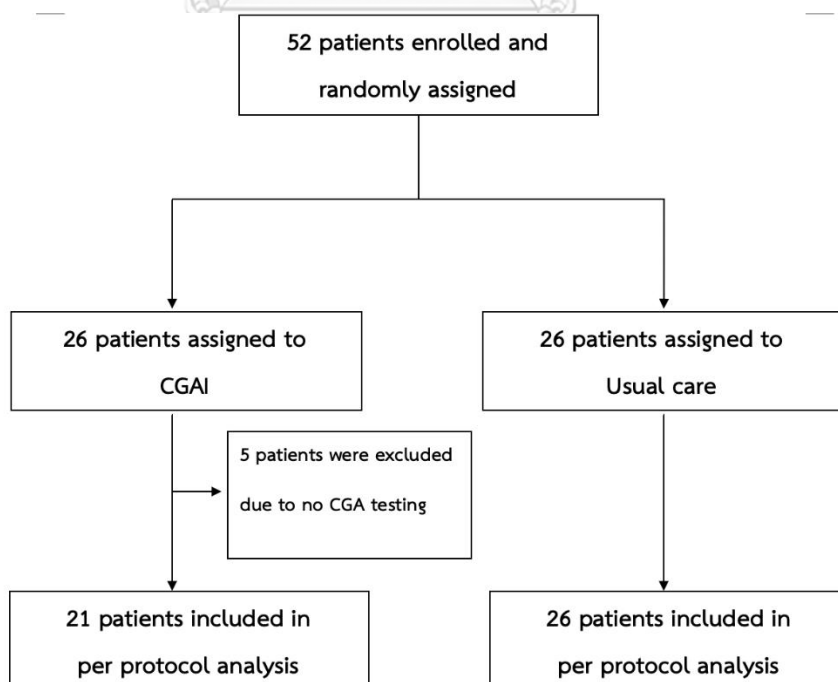 52 patients enrolled and
randomly assigned
26 patients assigned to
CGAI
26 patients assigned to
Usual care
5 patients were excluded
due to no CGA testing
21 patients included in
per protocol analysis
26 patients included in
per protocol analysis